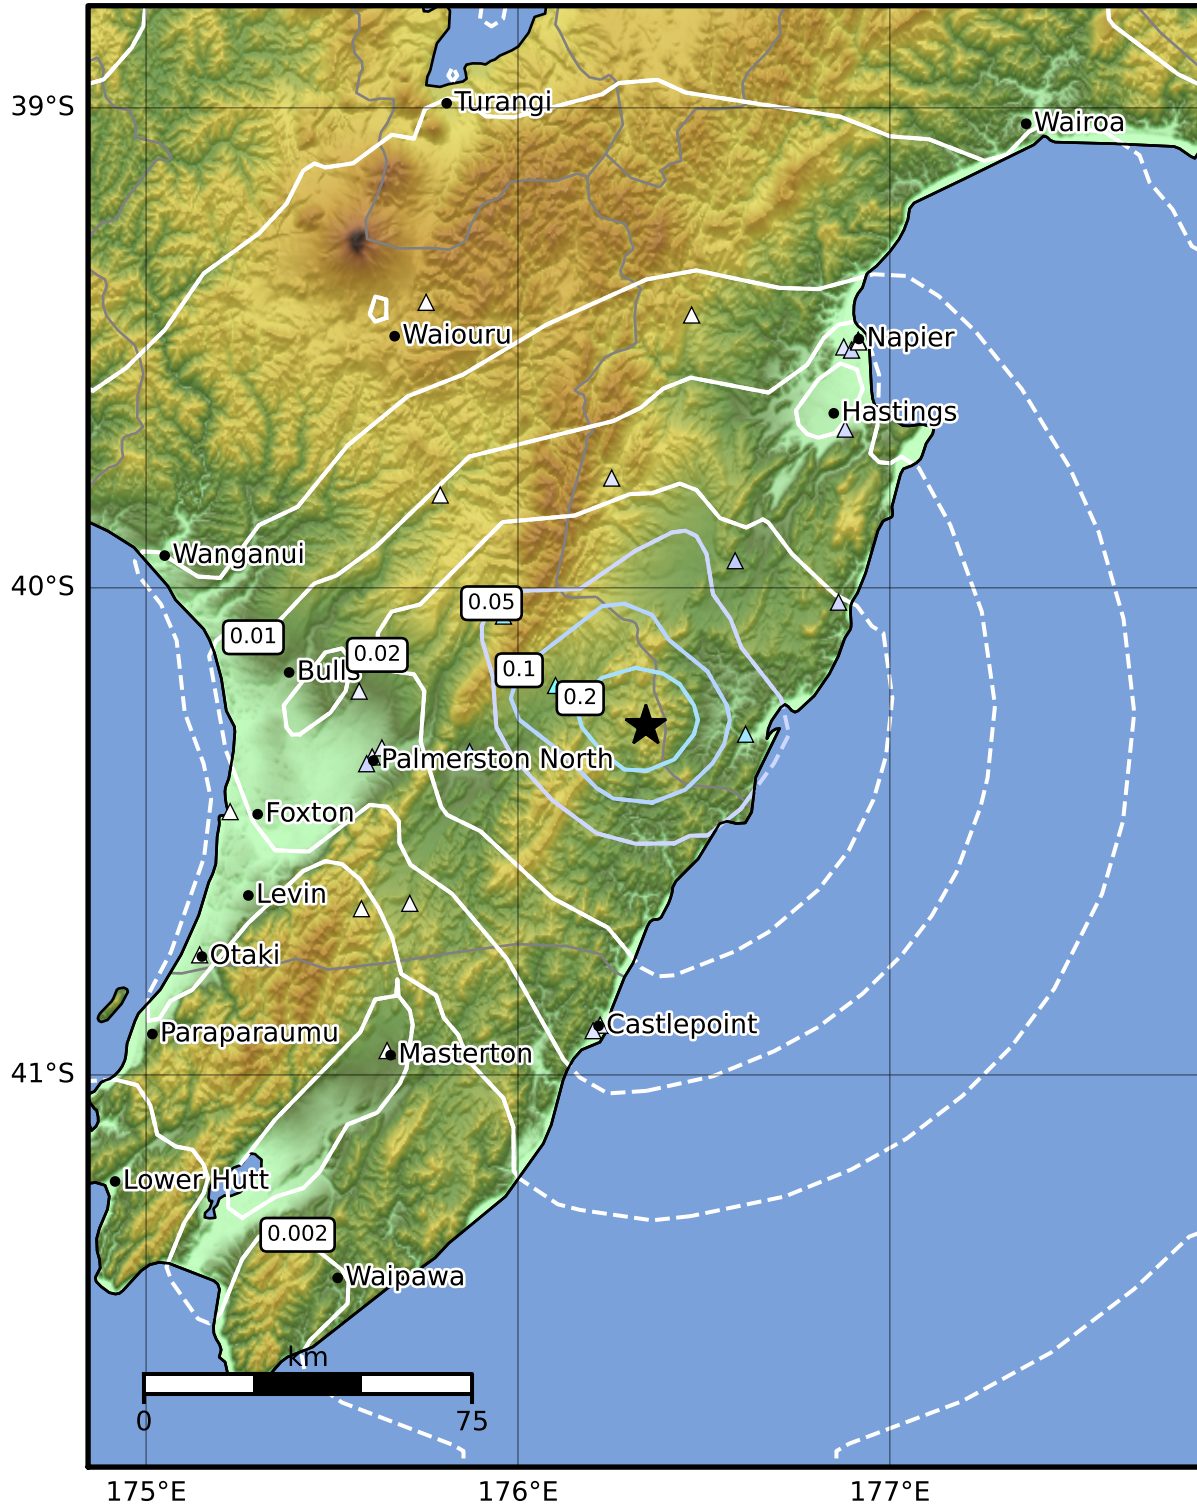 39°S
Turangi
Wairoa
Waiouru
Napier
Hastings
Wanganui
40°S
0.05
0.01
0.02
Bulls
0.1
0.2
Palmerston North
Foxton
Levin
Otaki
Castlepoint
Paraparaumu
Masterton
41°S
Lower Hutt
0.002
Waipawa
km
0
75
175°E
176°E
177°E